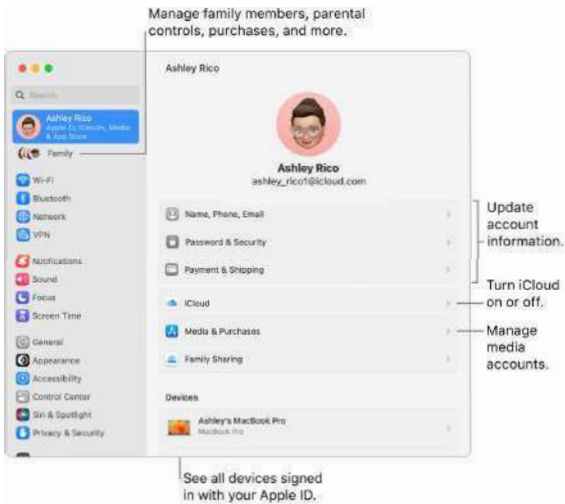 Manage family members, parental
controls, purchases, and more.
Ashley Rico
Search
Ashley Rico
Apple ID, iCloud+, Media
& App Store
Family
Wi-Fi
Bluetooth
Network
VPN
Notifications
Sound
Focus
Screen Time
General
Appearance
Accessibility
Control Center
Siri & Spotlight
Privacy & Security
Ashley Rico
ashley_rico1@icloud.com
Name, Phone, Email
Password & Security
Payment & Shipping
iCloud
Media & Purchases
Family Sharing
Devices
Ashley's MacBook Pro
MacBook Pro
Update
account
information.
Turn iCloud
on or off.
Manage
media
accounts.
See all devices signed
in with your Apple ID.